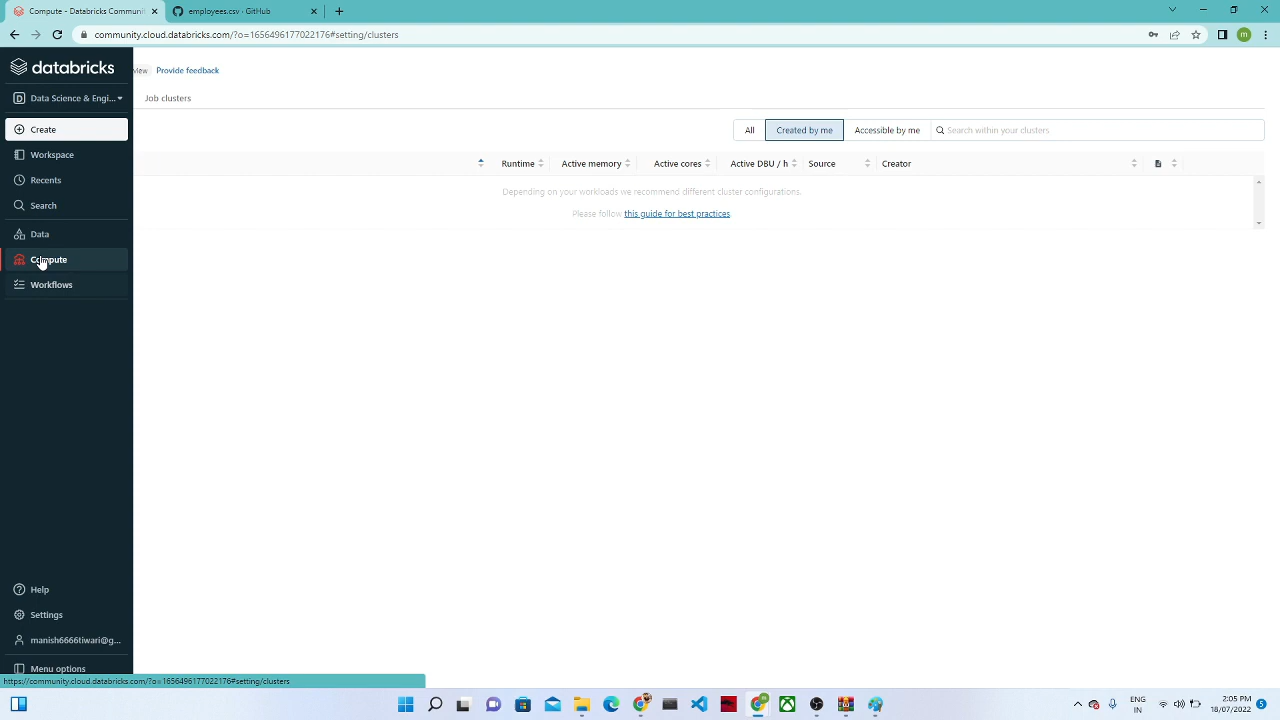 Compute - Databricks Communi
employees.csv · GitHub
community.cloud.databricks.com/?o=1656496177022176#setting/clusters
m
databricks
view Provide feedback
Data Science & Engi...
Job clusters
Create
All
Created by me
Accessible by me
Search within your clusters
Workspace
Runtime
Active memory
Active cores
Active DBU / h
Source
Creator
Recents
Depending on your workloads we recommend different cluster configurations.
Search
Please follow this guide for best practices.
Data
Compute
Workflows
Help
Settings
manish6666tiwari@g...
Menu options
https://community.cloud.databricks.com/?o=1656496177022176#setting/clusters
ENG
IN
2:05 PM
18/07/2022
5